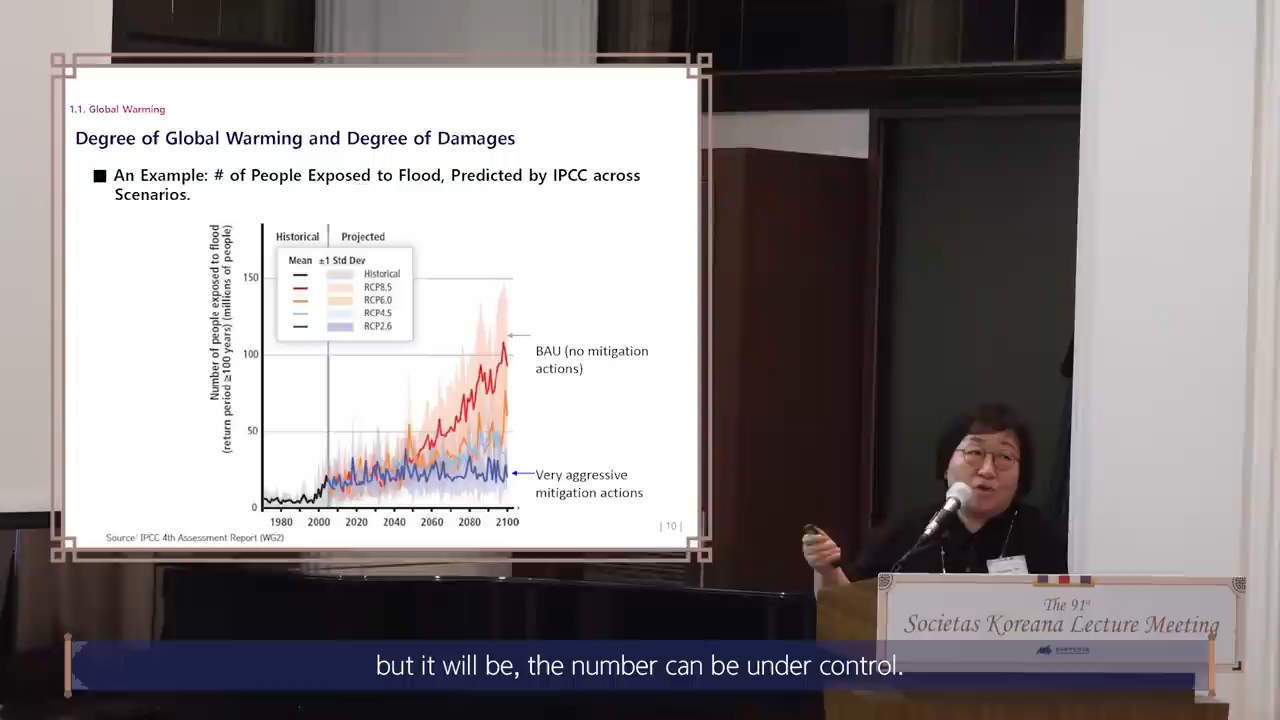 1.1. Global Warming
Degree of Global Warming and Degree of Damages
■ An Example: # of People Exposed to Flood, Predicted by IPCC across
Scenarios.
Number of people exposed to flood
(return period ≥100 years) (millions of people)
Historical Projected
Mean ±1 Std Dev
Historical
RCP8.5
RCP6.0
RCP4.5
RCP2.6
150
100
50
0
1980 2000 2020 2040 2060 2080 2100
BAU (no mitigation
actions)
Very aggressive
mitigation actions
| 10 |
Source: IPCC 4th Assessment Report (WG2)
The 91st
Societas Koreana Lecture Meeting
but it will be, the number can be under control.